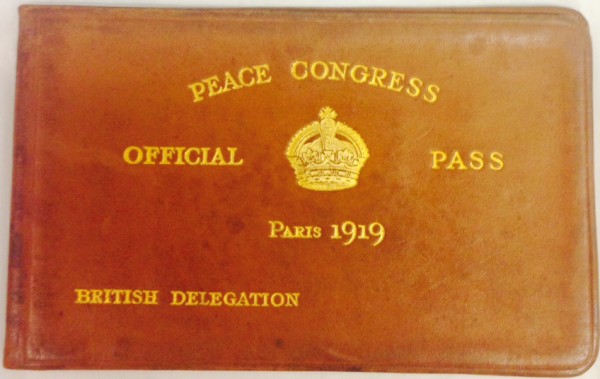 PEACE CONGRESS
OFFICIAL PASS
PARIS 1919
BRITISH DELEGATION